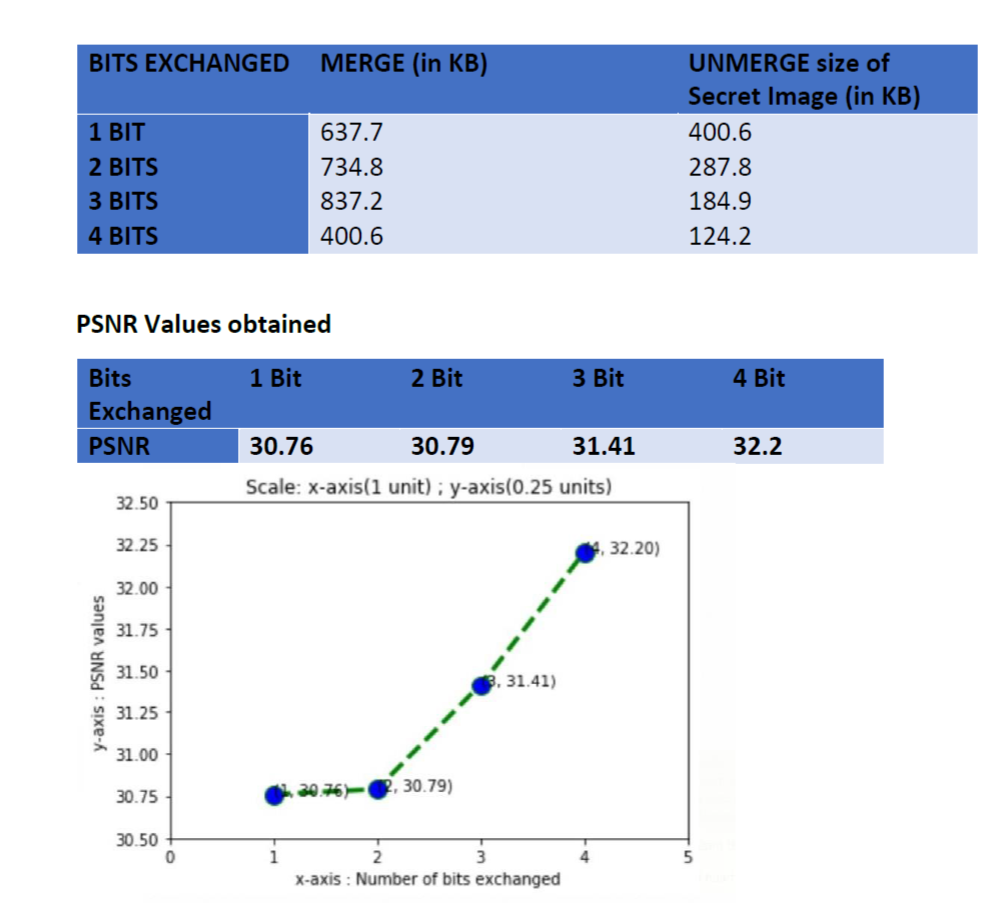 BITS EXCHANGED MERGE (in KB) UNMERGE size of
Secret Image (in KB)
1 BIT 637.7 400.6
2 BITS 734.8 287.8
3 BITS 837.2 184.9
4 BITS 400.6 124.2
PSNR Values obtained
Bits 1 Bit 2 Bit 3 Bit 4 Bit
Exchanged
PSNR 30.76 30.79 31.41 32.2
Scale: x-axis(1 unit) ; y-axis(0.25 units)
32.50
32.25
(4, 32.20)
32.00
31.75
31.50
(3, 31.41)
31.25
31.00
30.75
(1, 30.76)
(2, 30.79)
30.50
y-axis : PSNR values
0 1 2 3 4 5
x-axis : Number of bits exchanged